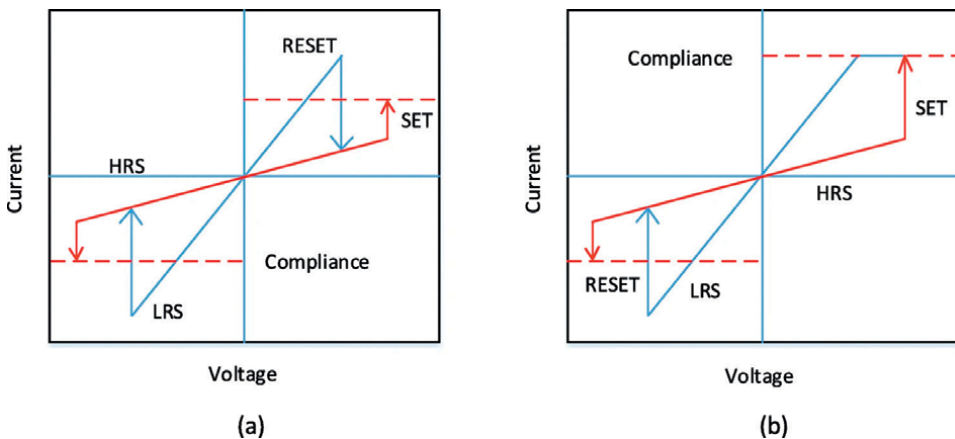 RESET
SET
HRS
Compliance
LRS
Current
Voltage
(a)
Compliance
SET
HRS
RESET
LRS
Current
Voltage
(b)